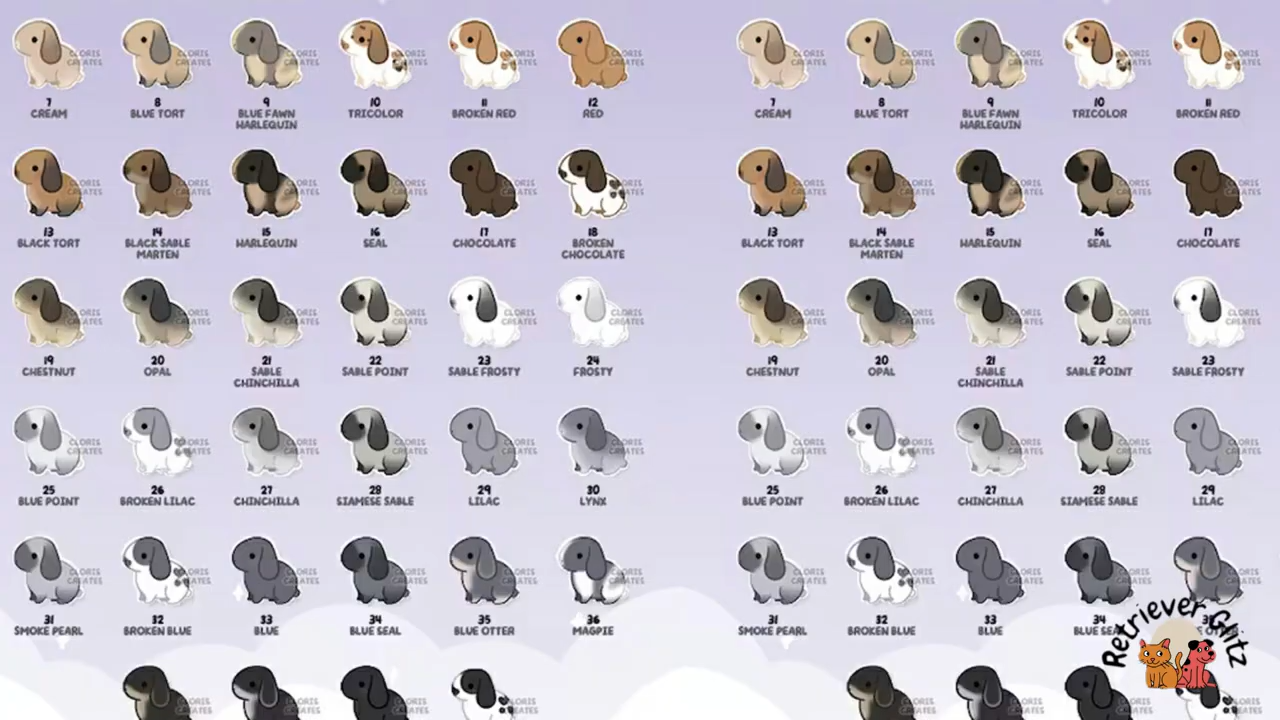 CLORIS CREATES
7 8 9 10 11 12 7 8 9 10 11
CREAM BLUE TORT BLUE FAWN HARLEQUIN TRICOLOR BROKEN RED RED CREAM BLUE TORT BLUE FAWN HARLEQUIN TRICOLOR BROKEN RED
13 14 15 16 17 18 13 14 15 16 17
BLACK TORT BLACK SABLE MARTEN HARLEQUIN SEAL CHOCOLATE BROKEN CHOCOLATE BLACK TORT BLACK SABLE MARTEN HARLEQUIN SEAL CHOCOLATE
19 20 21 22 23 24 19 20 21 22 23
CHESTNUT OPAL SABLE CHINCHILLA SABLE POINT SABLE FROSTY FROSTY CHESTNUT OPAL SABLE CHINCHILLA SABLE POINT SABLE FROSTY
25 26 27 28 29 30 25 26 27 28 29
BLUE POINT BROKEN LILAC CHINCHILLA SIAMESE SABLE LILAC LYNX BLUE POINT BROKEN LILAC CHINCHILLA SIAMESE SABLE LILAC
31 32 33 34 35 36 31 32 33 34
SMOKE PEARL BROKEN BLUE BLUE BLUE SEAL BLUE OTTER MAGPIE SMOKE PEARL BROKEN BLUE BLUE BLUE SEAL
Retriever Glitz